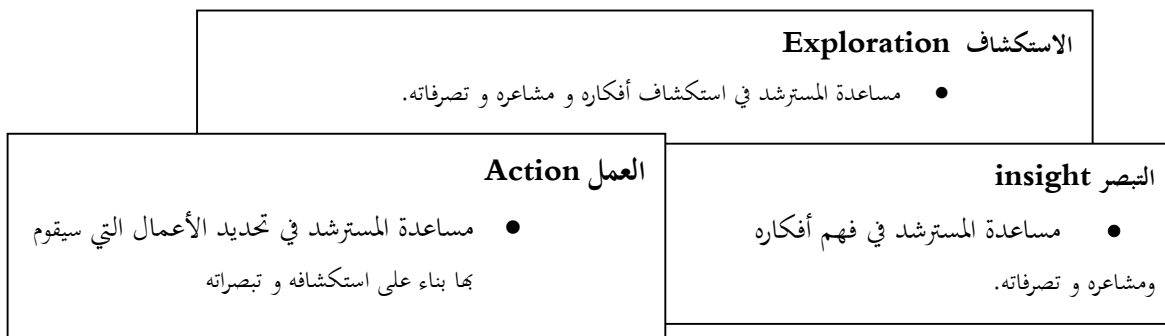 الاستكشاف Exploration
● مساعدة المسترشد في استكشاف أفكاره و مشاعره و تصرفاته.
التبصر insight
● مساعدة المسترشد في فهم أفكاره
ومشاعره و تصرفاته.
العمل Action
● مساعدة المسترشد في تحديد الأعمال التي سيقوم
بها بناء على استكشافه و تبصراته